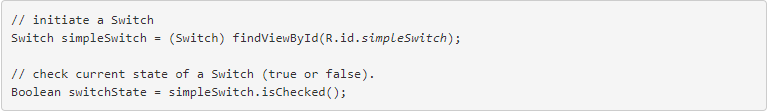 // initiate a Switch
Switch simpleSwitch = (Switch) findViewById(R.id.simpleSwitch);
// check current state of a Switch (true or false).
Boolean switchState = simpleSwitch.isChecked();